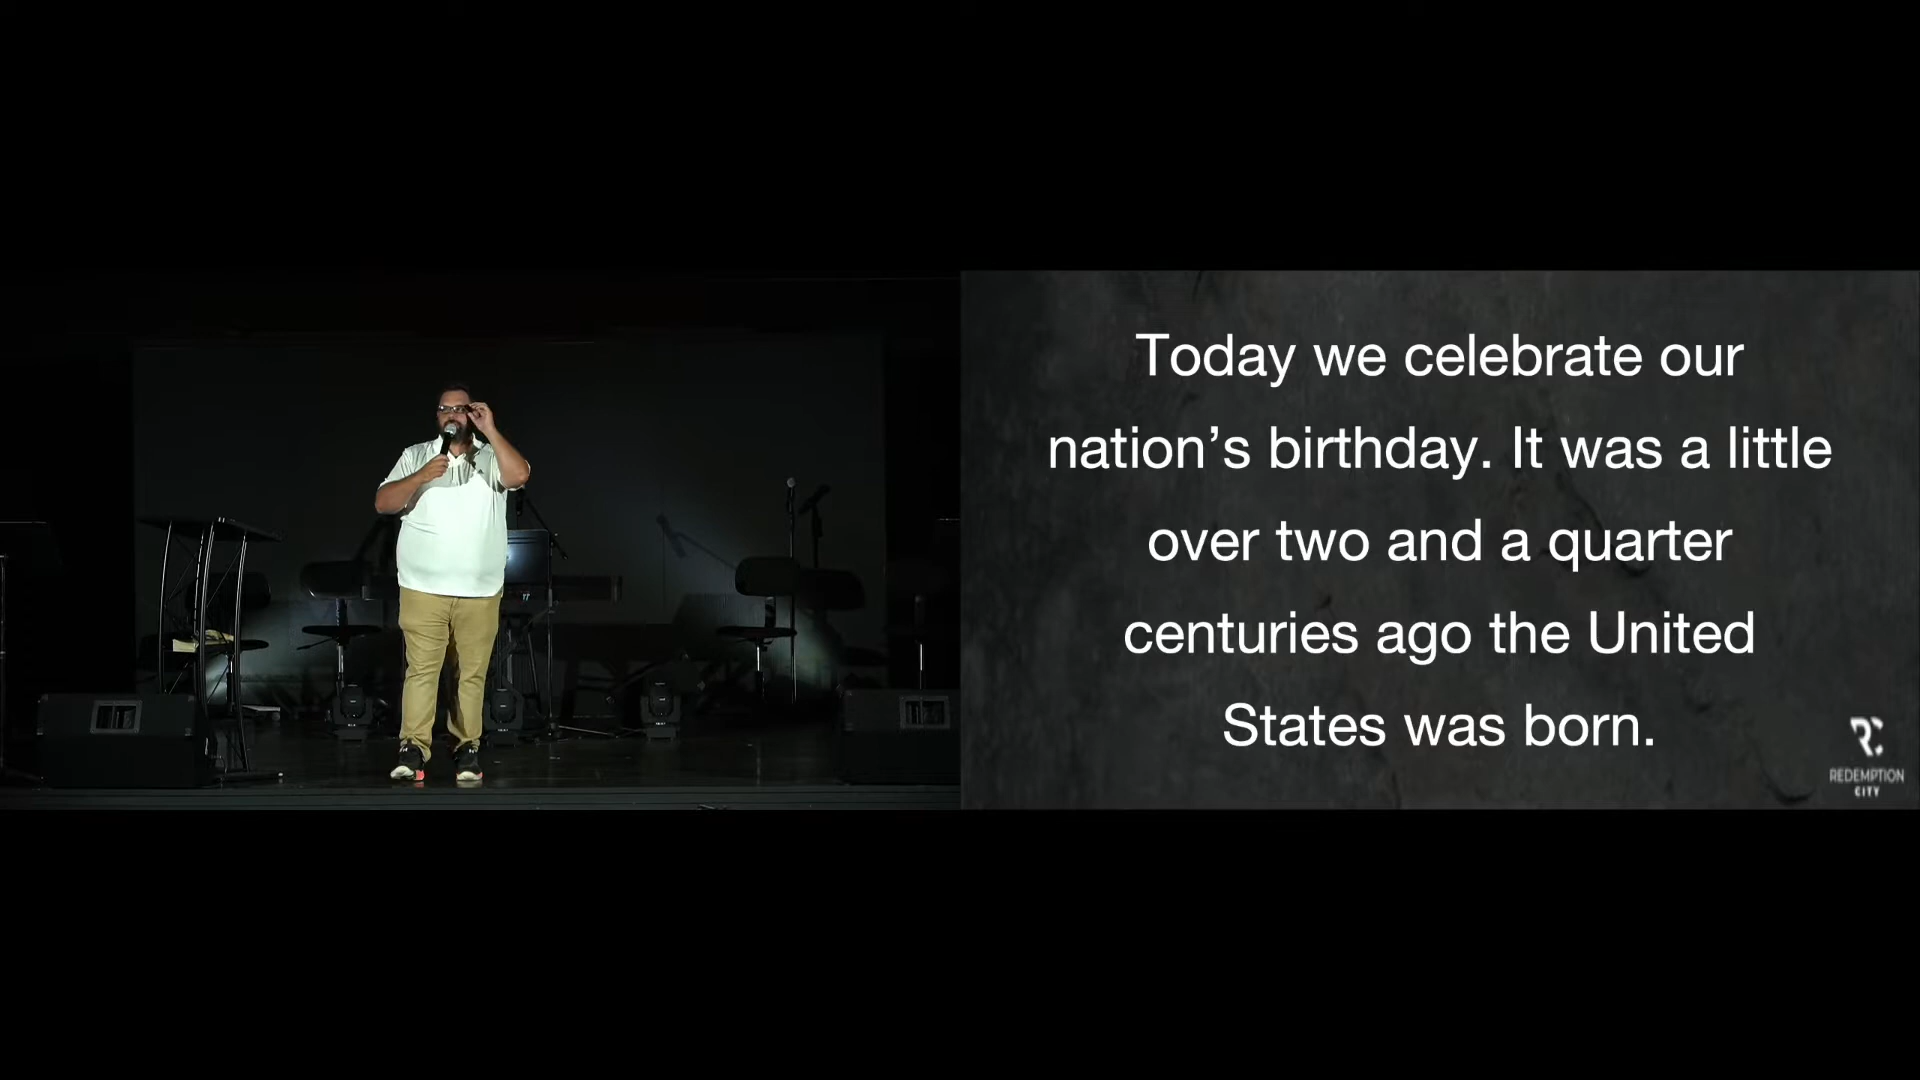 Today we celebrate our
nation’s birthday. It was a little
over two and a quarter
centuries ago the United
States was born.
RC
REDEMPTION
CITY